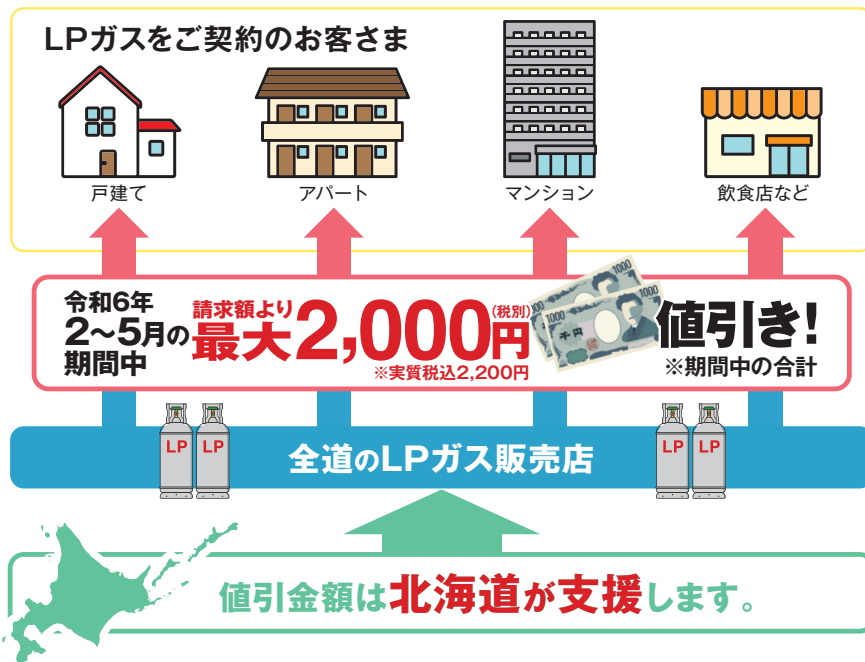 LPガスをご契約のお客さま
戸建て
アパート
マンション
飲食店など
令和6年
2〜5月の
期間中
請求額より
最大2,000円(税別)
※実質税込2,200円
1000
1000
千円
1000
値引き!
※期間中の合計
LP
LP
全道のLPガス販売店
LP
LP
値引金額は北海道が支援します。